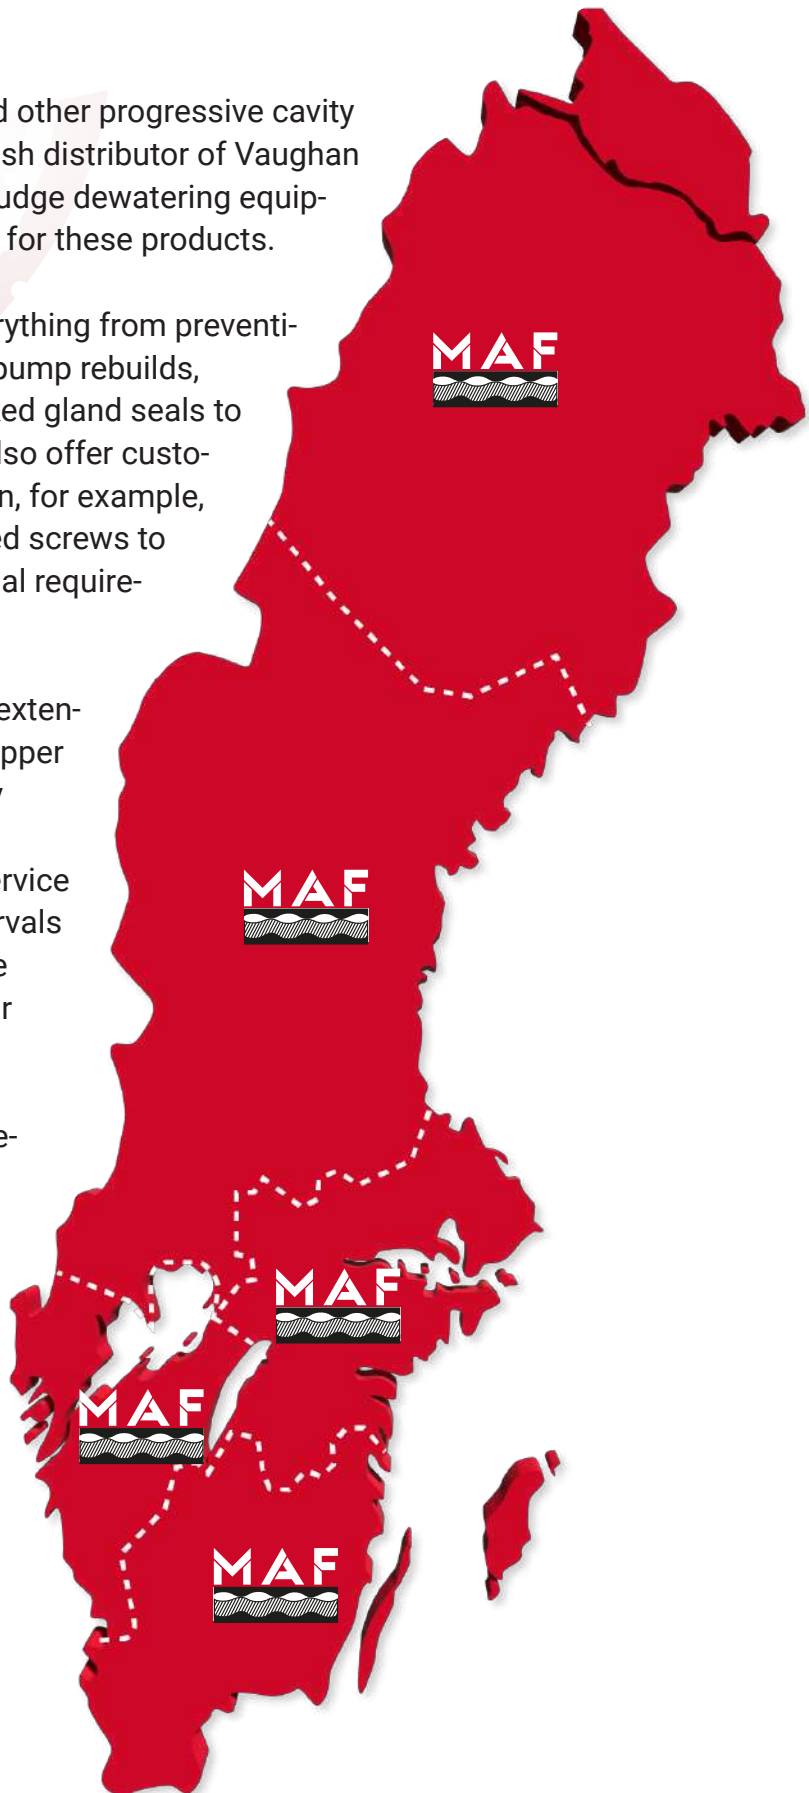 d other progressive cavity
sh distributor of Vaughan
udge dewatering equip-
for these products.
rything from preventi-
pump rebuilds,
ed gland seals to
lso offer custo-
n, for example,
ed screws to
al require-
exten-
pper
ervice
rvals
e
r
e-
MAF
MAF
MAF
MAF
MAF